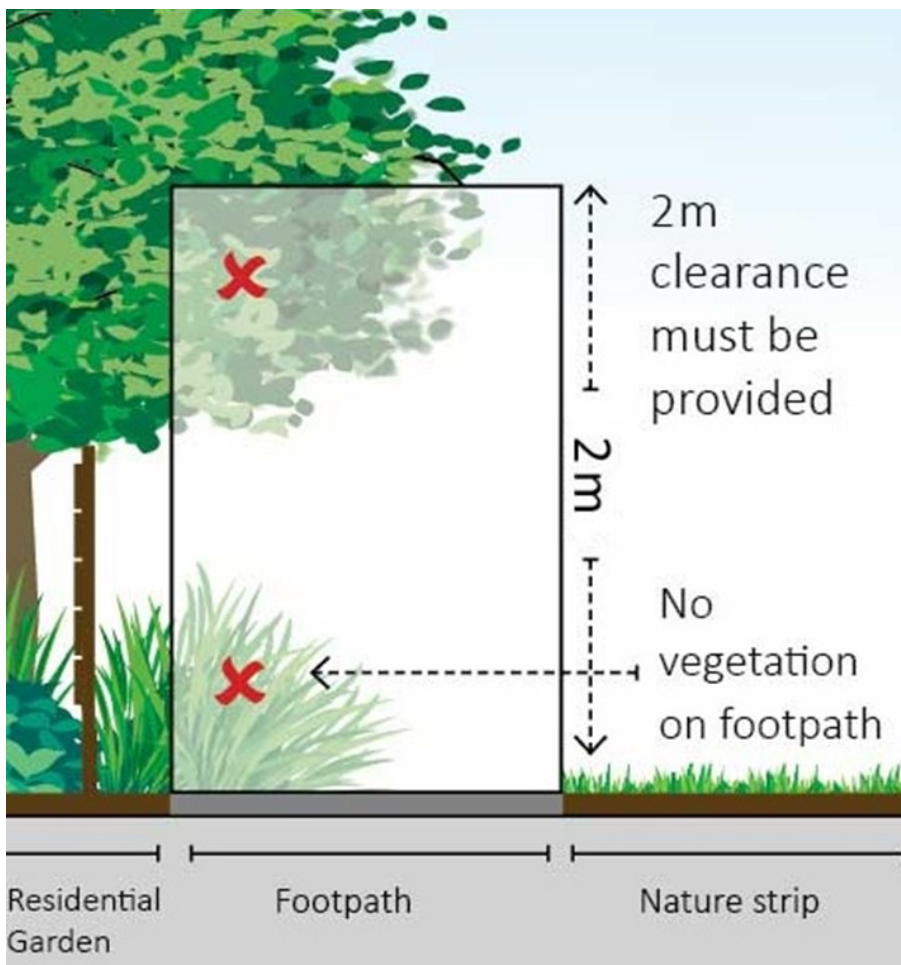 2m
clearance
must be
provided
2m
No
vegetation
on footpath
Residential
Garden
Footpath
Nature strip